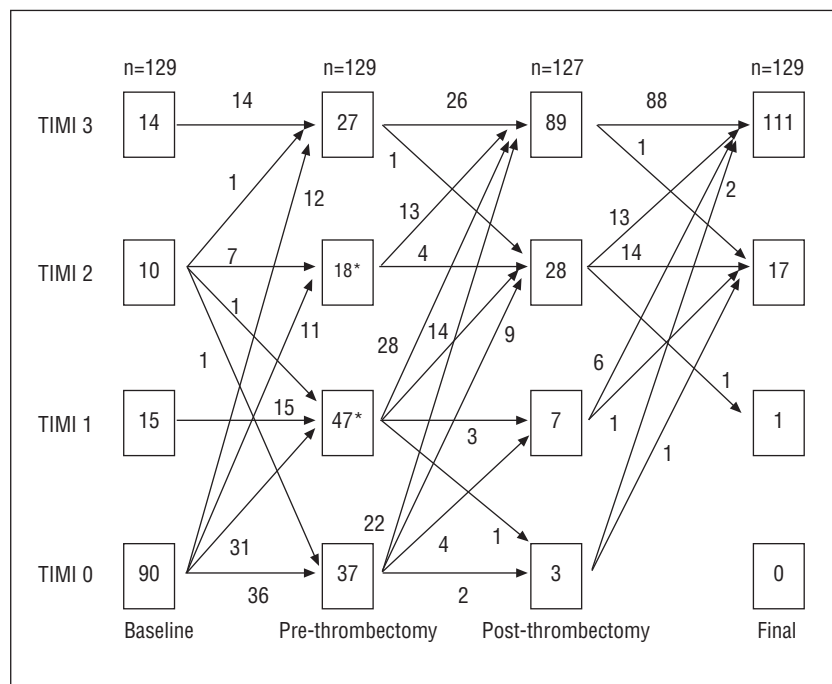 n=129 n=129 n=127 n=129
TIMI 3 14 14 27 26 89 88 111
1 12 1 1 2
13 13
TIMI 2 10 7 18* 4 28 14 17
1 11 28 14 9 6 1
1
TIMI 1 15 15 47* 3 7 1 1
1
31 22 4 1
TIMI 0 90 36 37 2 3 0
Baseline Pre-thrombectomy Post-thrombectomy Final